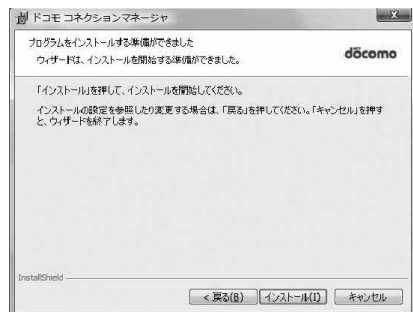 ドコモ コネクションマネージャ
プログラムをインストールする準備ができました
ウィザードは、インストールを開始する準備ができました。
döcomo
「インストール」を押して、インストールを開始してください。
インストールの設定を参照したり変更する場合は、「戻る」を押してください。「キャンセル」を押す
と、ウィザードを終了します。
InstallShield
< 戻る(B)
インストール(I)
キャンセル